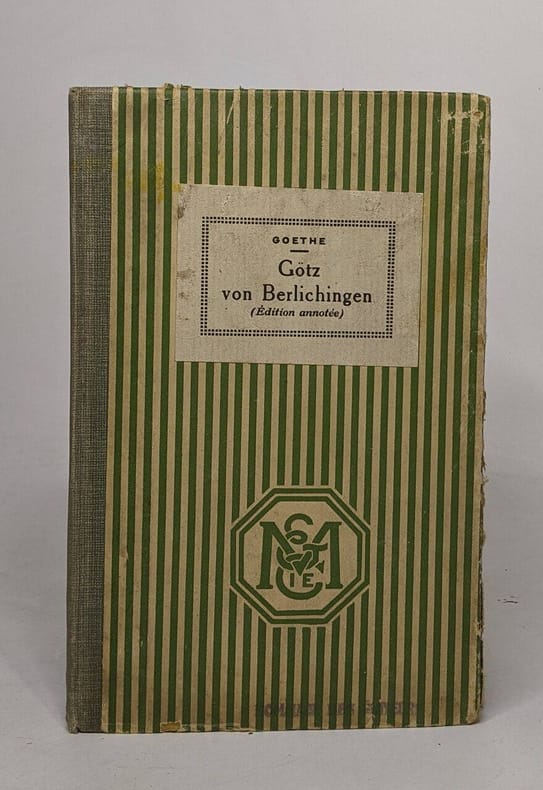 GOETHE
Götz
von Berlichingen
(Édition annotée)